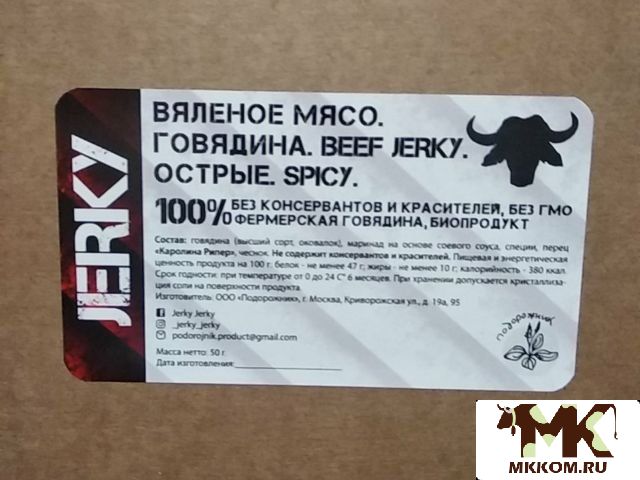 JERKY
ВЯЛЕНОЕ МЯСО.
ГОВЯДИНА. BEEF JERKY.
ОСТРЫЕ. SPICY.
100% БЕЗ КОНСЕРВАНТОВ И КРАСИТЕЛЕЙ, БЕЗ ГМО
ФЕРМЕРСКАЯ ГОВЯДИНА, БИОПРОДУКТ
Состав: говядина (высший сорт, оковалок), маринад на основе соевого соуса, специи, перец
«Каролина Рипер», чеснок. Не содержит консервантов и красителей. Пищевая и энергетическая
ценность продукта на 100 г: белок - не менее 47 г; жиры - не менее 10 г; калорийность - 380 ккал.
Срок годности: при температуре от 0 до 24 С° 6 месяцев. При хранении допускается кристаллиза-
ция соли на поверхности продукта.
Изготовитель: ООО «Подорожник», г. Москва, Криворожская ул., д. 19а, 95
Jerky Jerky
_jerky_jerky
podorojnik.product@gmail.com
Масса нетто: 50 г
Дата изготовления:
подорожник
МК
MKKOM.RU